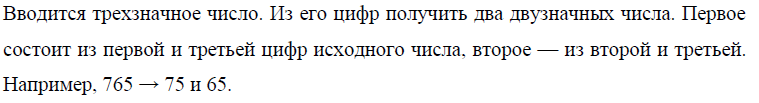 Вводится трехзначное число. Из его цифр получить два двузначных числа. Первое
состоит из первой и третьей цифр исходного числа, второе — из второй и третьей.
Например, 765 → 75 и 65.